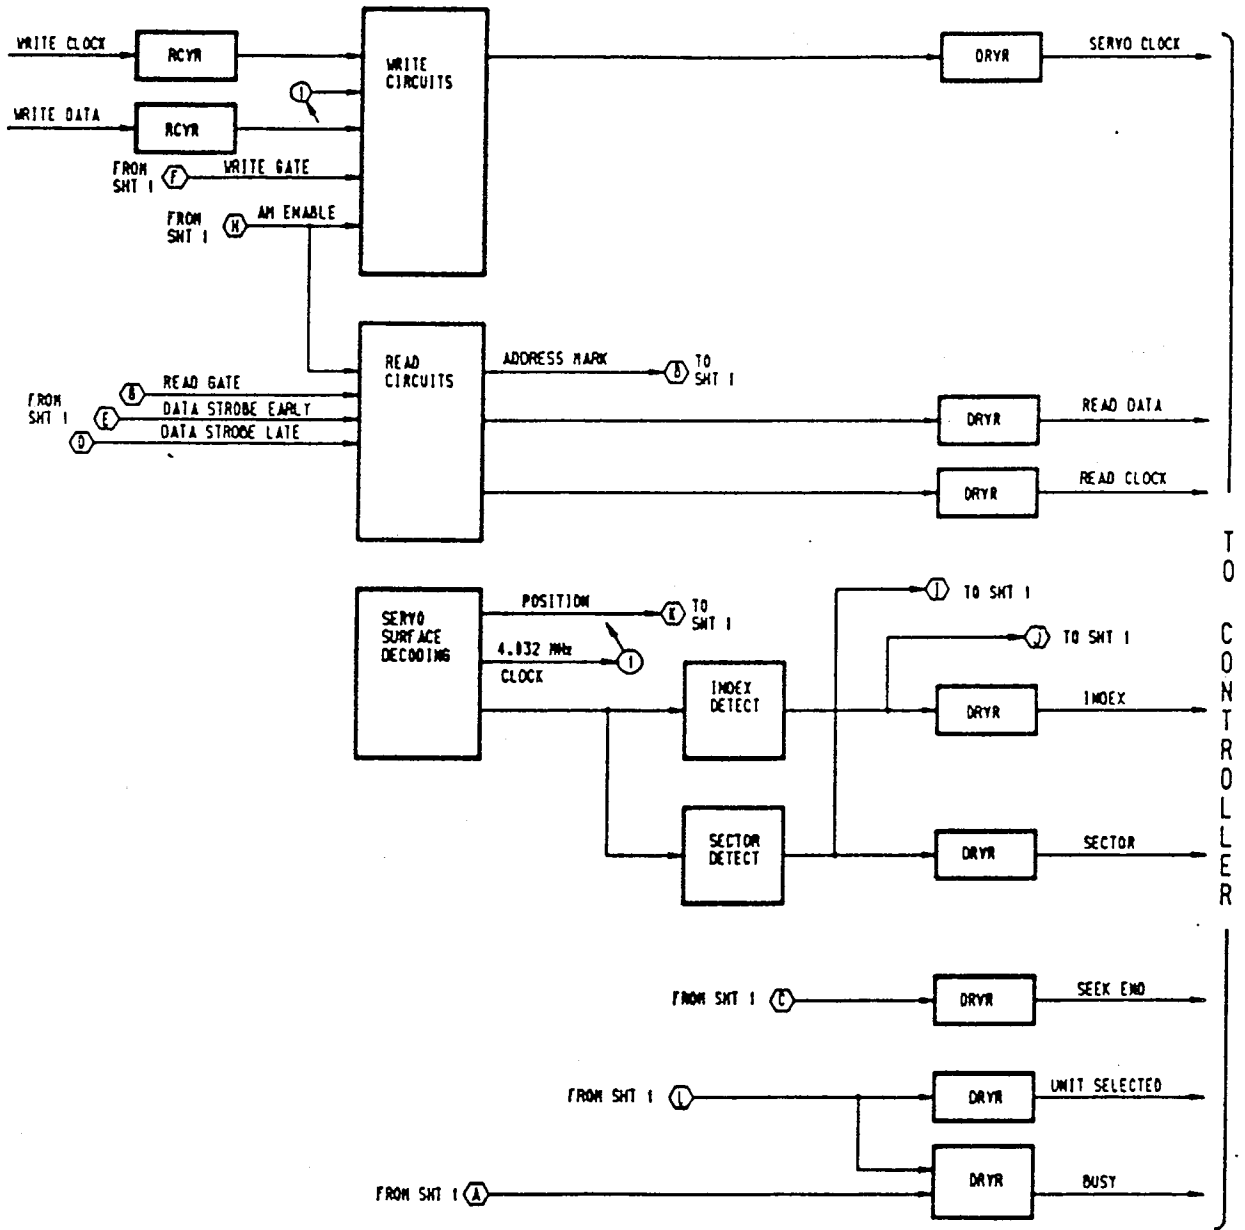 WRITE CLOCK
RCVR
WRITE CIRCUITS
DRVR
SERVO CLOCK
1
WRITE DATA
RCVR
FROM SHT 1
F
WRITE GATE
FROM SHT 1
H
AM ENABLE
READ CIRCUITS
ADDRESS MARK
TO SHT 1
FROM SHT 1
READ GATE
E
DATA STROBE EARLY
D
DATA STROBE LATE
DRVR
READ DATA
DRVR
READ CLOCK
TO CONTROLLER
SERVO SURFACE DECODING
POSITION
K
TO SHT 1
4.032 MHz
CLOCK
1
I
TO SHT 1
J
TO SHT 1
INDEX DETECT
DRVR
INDEX
SECTOR DETECT
DRVR
SECTOR
FROM SHT 1
C
DRVR
SEEK END
FROM SHT 1
L
DRVR
UNIT SELECTED
FROM SHT 1
A
DRVR
BUSY